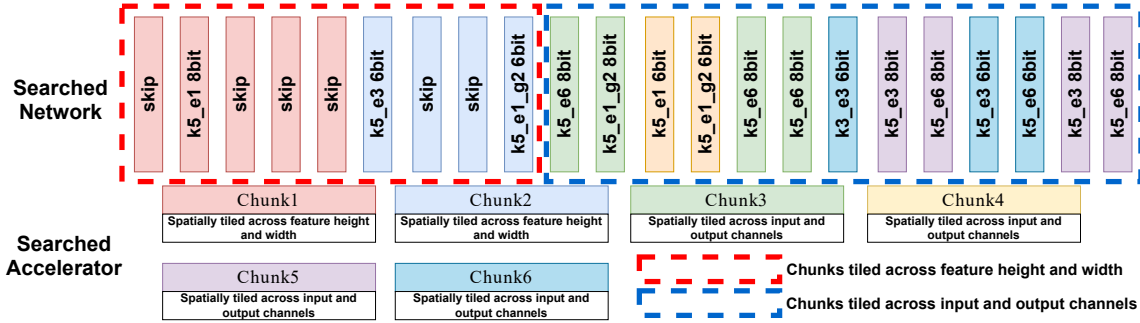 Searched
Network
skip
k5_e1 8bit
skip
skip
skip
k5_e3 6bit
skip
skip
k5_e1_g2 6bit
k5_e6 8bit
k5_e1_g2 8bit
k5_e1 6bit
k5_e1_g2 6bit
k5_e6 8bit
k5_e6 8bit
k3_e3 6bit
k5_e3 8bit
k5_e6 8bit
k5_e3 6bit
k5_e6 6bit
k5_e3 8bit
k5_e6 8bit
Searched
Accelerator
Chunk1
Spatially tiled across feature height
and width
Chunk2
Spatially tiled across feature height
and width
Chunk3
Spatially tiled across input and
output channels
Chunk4
Spatially tiled across input and
output channels
Chunk5
Spatially tiled across input and
output channels
Chunk6
Spatially tiled across input and
output channels
Chunks tiled across feature height and width
Chunks tiled across input and output channels